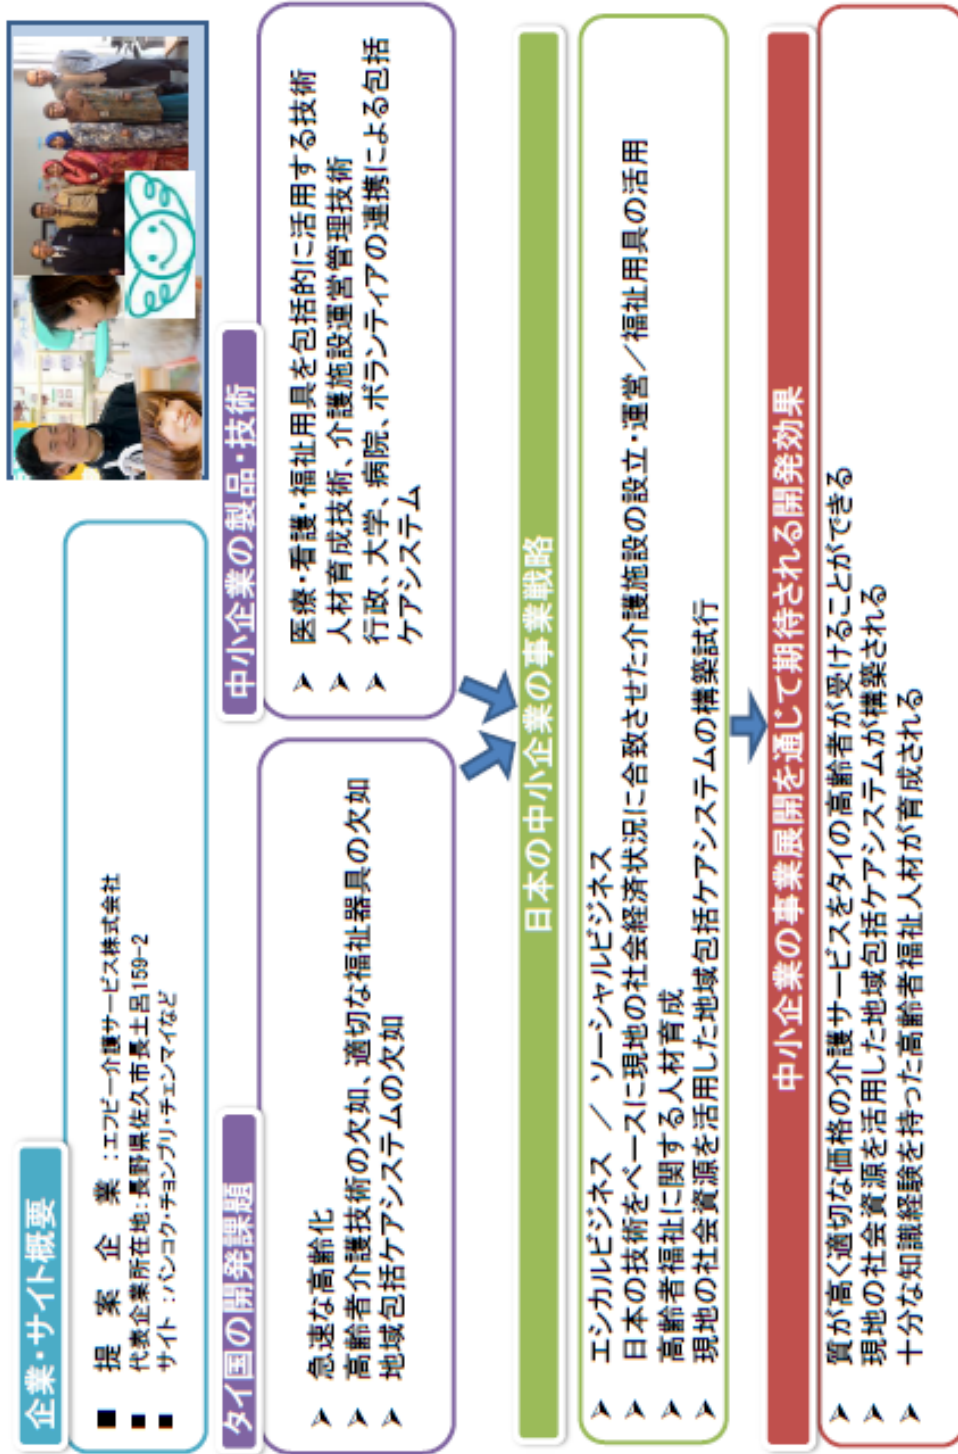 企業・サイト概要
■ 提案企業：エフビー介護サービス株式会社
■ 代表企業所在地：長野県佐久市長土呂159-2
■ サイト：バンコク・チョンブリ・チェンマイなど
タイ国の開発課題
➢ 急速な高齢化
➢ 高齢者介護技術の欠如、適切な福祉器具の欠如
➢ 地域包括ケアシステムの欠如
中小企業の製品・技術
➢ 医療・看護・福祉用具を包括的に活用する技術
➢ 人材育成技術、介護施設運営管理技術
➢ 行政、大学、病院、ボランティアの連携による包括
ケアシステム
日本の中小企業の事業戦略
➢ エシカルビジネス ／ ソーシャルビジネス
➢ 日本の技術をベースに現地の社会経済状況に合致させた介護施設の設立・運営／福祉用具の活用
➢ 高齢者福祉に関する人材育成
➢ 現地の社会資源を活用した地域包括ケアシステムの構築試行
中小企業の事業展開を通じて期待される開発効果
➢ 質が高く適切な価格の介護サービスをタイの高齢者が受けることができる
➢ 現地の社会資源を活用した地域包括ケアシステムが構築される
➢ 十分な知識経験を持った高齢者福祉人材が育成される